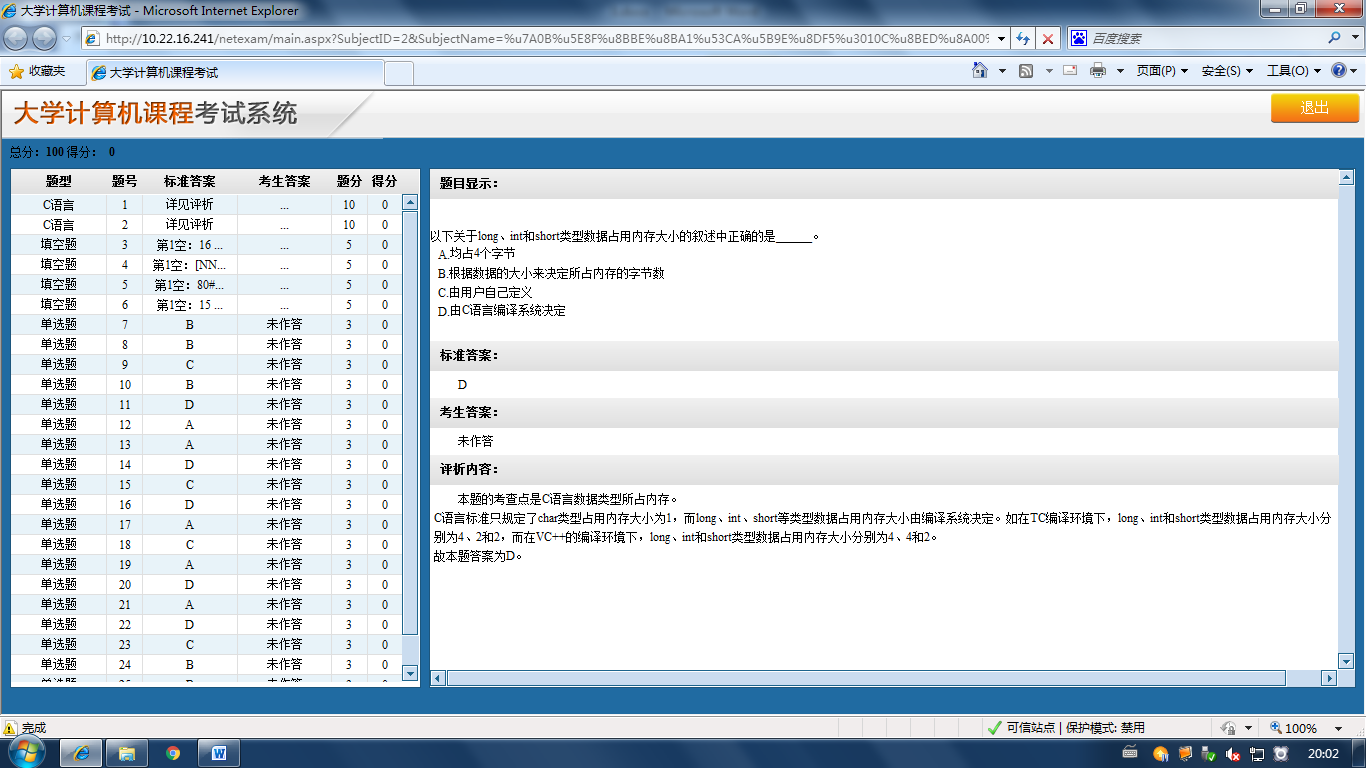 大学计算机课程考试 - Microsoft Internet Explorer
http://10.22.16.241/netexam/main.aspx?SubjectID=2&SubjectName=%u7A0B%u5E8F%u8BBE%u8BA1%u53CA%u5B9E%u8DF5%u3010C%u8BED%u8A00%
百度搜索
收藏夹
大学计算机课程考试
页面(P)
安全(S)
工具(O)
大学计算机课程考试系统
退出
总分：100 得分： 0
题型 题号 标准答案 考生答案 题分 得分
C语言 1 详见评析 ... 10 0
C语言 2 详见评析 ... 10 0
填空题 3 第1空：16 ... ... 5 0
填空题 4 第1空：[NN... ... 5 0
填空题 5 第1空：80#... ... 5 0
填空题 6 第1空：15 ... ... 5 0
单选题 7 B 未作答 3 0
单选题 8 B 未作答 3 0
单选题 9 C 未作答 3 0
单选题 10 B 未作答 3 0
单选题 11 D 未作答 3 0
单选题 12 A 未作答 3 0
单选题 13 A 未作答 3 0
单选题 14 D 未作答 3 0
单选题 15 C 未作答 3 0
单选题 16 D 未作答 3 0
单选题 17 A 未作答 3 0
单选题 18 C 未作答 3 0
单选题 19 A 未作答 3 0
单选题 20 D 未作答 3 0
单选题 21 A 未作答 3 0
单选题 22 D 未作答 3 0
单选题 23 C 未作答 3 0
单选题 24 B 未作答 3 0
题目显示：
以下关于long、int和short类型数据占用内存大小的叙述中正确的是______。
A.均占4个字节
B.根据数据的大小来决定所占内存的字节数
C.由用户自己定义
D.由C语言编译系统决定
标准答案：
D
考生答案：
未作答
评析内容：
本题的考查点是C语言数据类型所占内存。
C语言标准只规定了char类型占用内存大小为1，而long、int、short等类型数据占用内存大小由编译系统决定。如在TC编译环境下，long、int和short类型数据占用内存大小分
别为4、2和2，而在VC++的编译环境下，long、int和short类型数据占用内存大小分别为4、4和2。
故本题答案为D。
完成
可信站点 | 保护模式: 禁用
100%
20:02